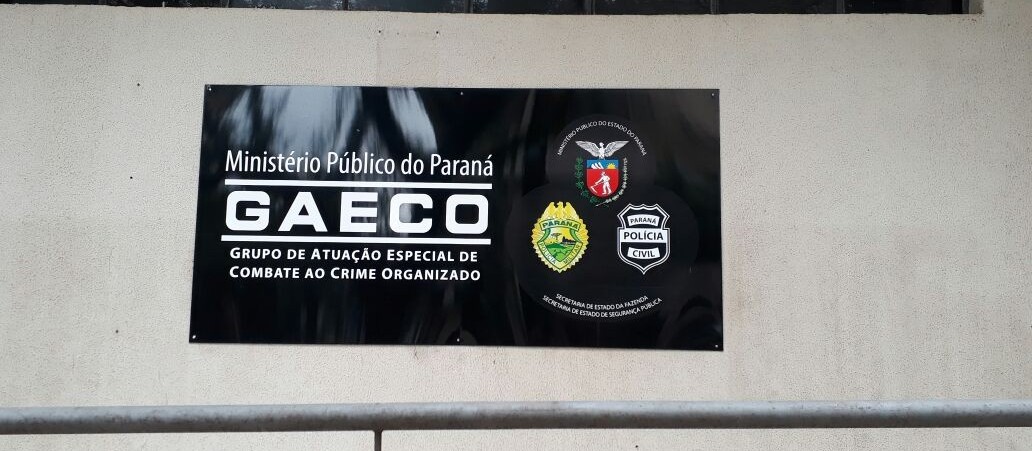 Ministério Público do Paraná
GAECO
GRUPO DE ATUAÇÃO ESPECIAL DE
COMBATE AO CRIME ORGANIZADO
MINISTÉRIO PÚBLICO DO ESTADO DO PARANÁ
PARANÁ
PARANÁ
POLÍCIA
CIVIL
SECRETARIA DE ESTADO DA FAZENDA
SECRETARIA DE ESTADO DE SEGURANÇA PÚBLICA